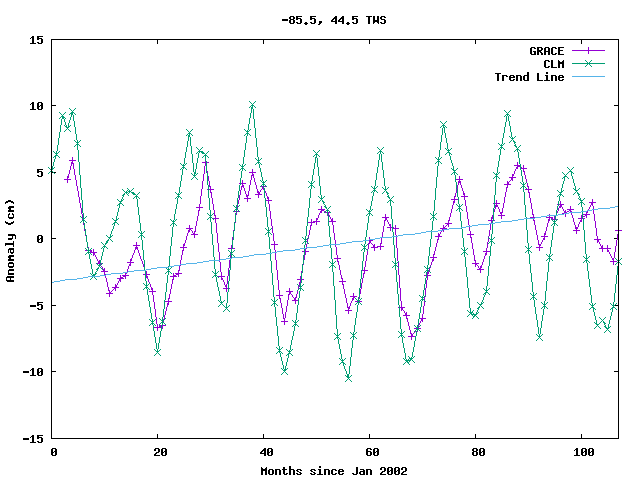 -85.5, 44.5 TWS
GRACE
CLM
Trend Line
15
10
5
0
-5
-10
-15
Anomaly (cm)
0 20 40 60 80 100
Months since Jan 2002